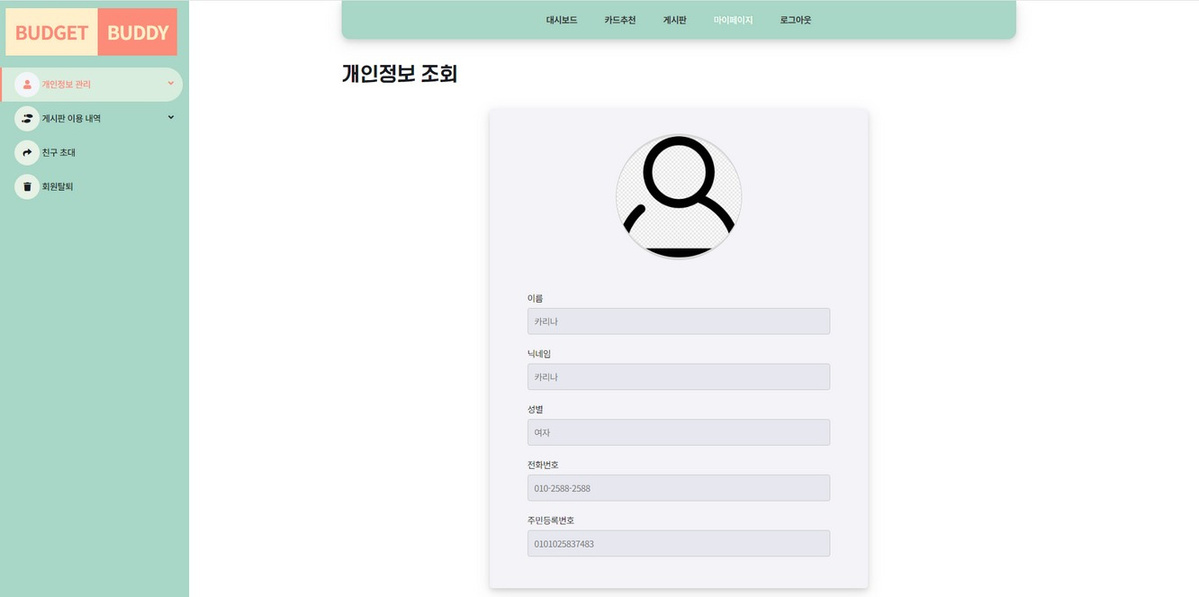 BUDGET BUDDY
개인정보 관리
게시판 이용 내역
친구 초대
회원탈퇴
대시보드 카드추천 게시판 마이페이지 로그아웃
개인정보 조회
이름
카리나
닉네임
카리나
성별
여자
전화번호
010-2588-2588
주민등록번호
0101025837483